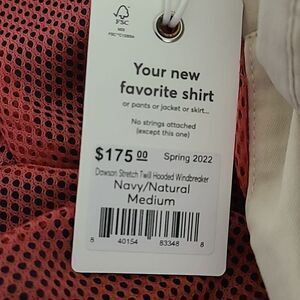 FSC
Your new
favorite shirt
or pants or jacket or skirt...
No strings attached
(except this one)
$175.00 Spring 2022
Dawson Stretch Twill Hooded Windbreaker
Navy/Natural
Medium
8 40154 83348 8